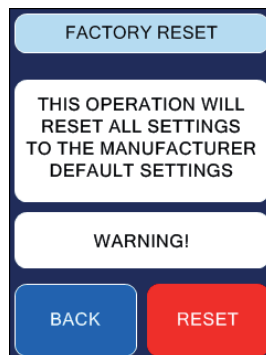 FACTORY RESET
THIS OPERATION WILL
RESET ALL SETTINGS
TO THE MANUFACTURER
DEFAULT SETTINGS
WARNING!
BACK
RESET